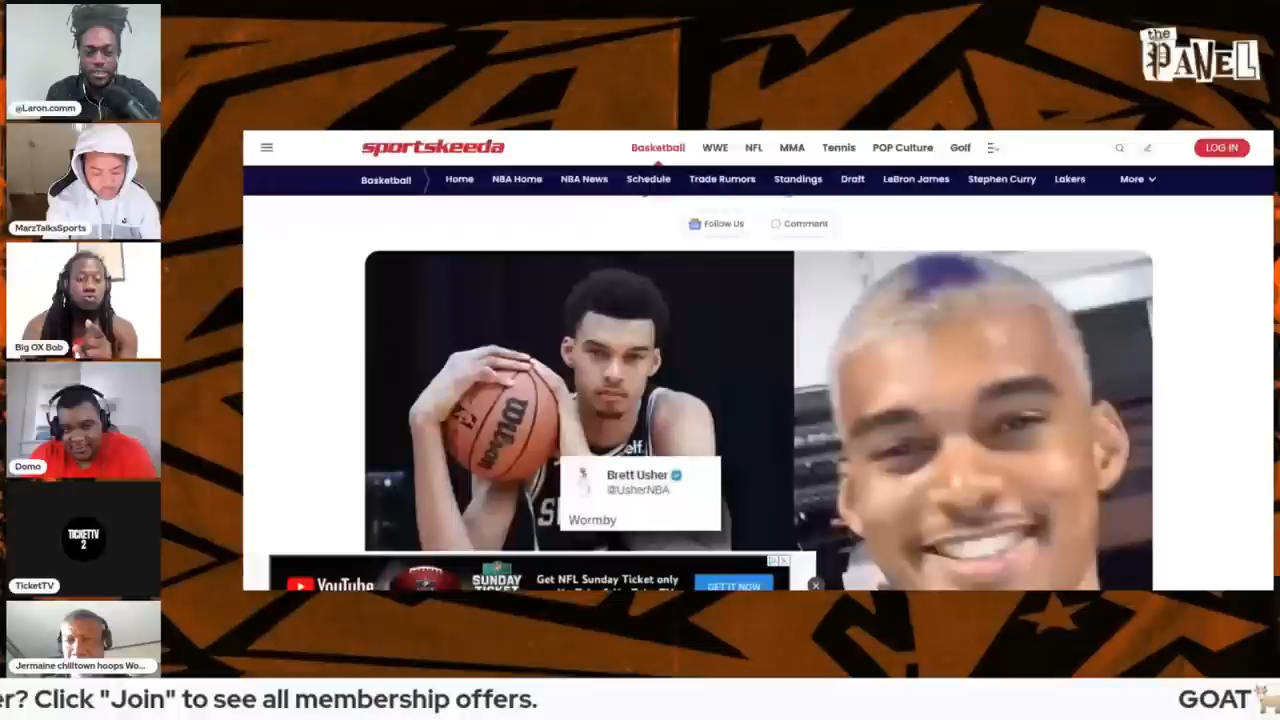 @Laron.comm
MarzTalksSports
Big OX Bob
Domo
TICKETTV
2
TicketTV
Jermaine chilltown hoops Wo...
the
PANEL
sportskeeda
Basketball WWE NFL MMA Tennis POP Culture Golf
LOG IN
Basketball Home NBA Home NBA News Schedule Trade Rumors Standings Draft LeBron James Stephen Curry Lakers More
Follow Us Comment
Wilson
elf
Brett Usher
@UsherNBA
Wormby
YouTube
SUNDAY
TICKET
Get NFL Sunday Ticket only
GET IT NOW
er? Click "Join" to see all membership offers.
GOAT